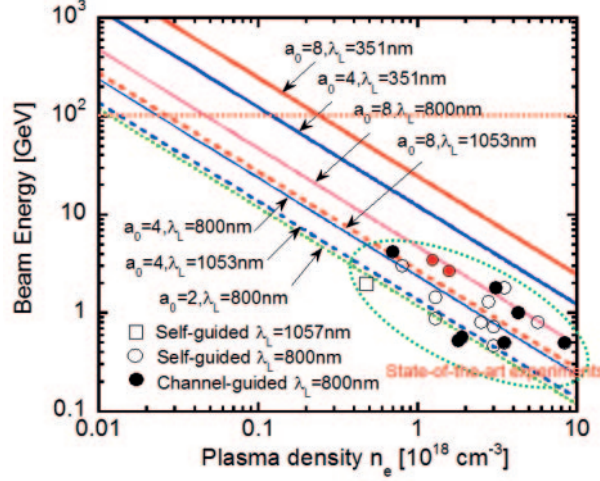 10³
a₀=8,λL=351nm
a₀=4,λL=351nm
a₀=8,λL=800nm
a₀=8,λL=1053nm
10²
Beam Energy [GeV]
10
a₀=4,λL=800nm
a₀=4,λL=1053nm
a₀=2,λL=800nm
1
Self-guided λL=1057nm
Self-guided λL=800nm
State-of-the-art experiments
Channel-guided λL=800nm
0.1
0.01
0.1
1
10
Plasma density nₑ [10¹⁸ cm⁻³]